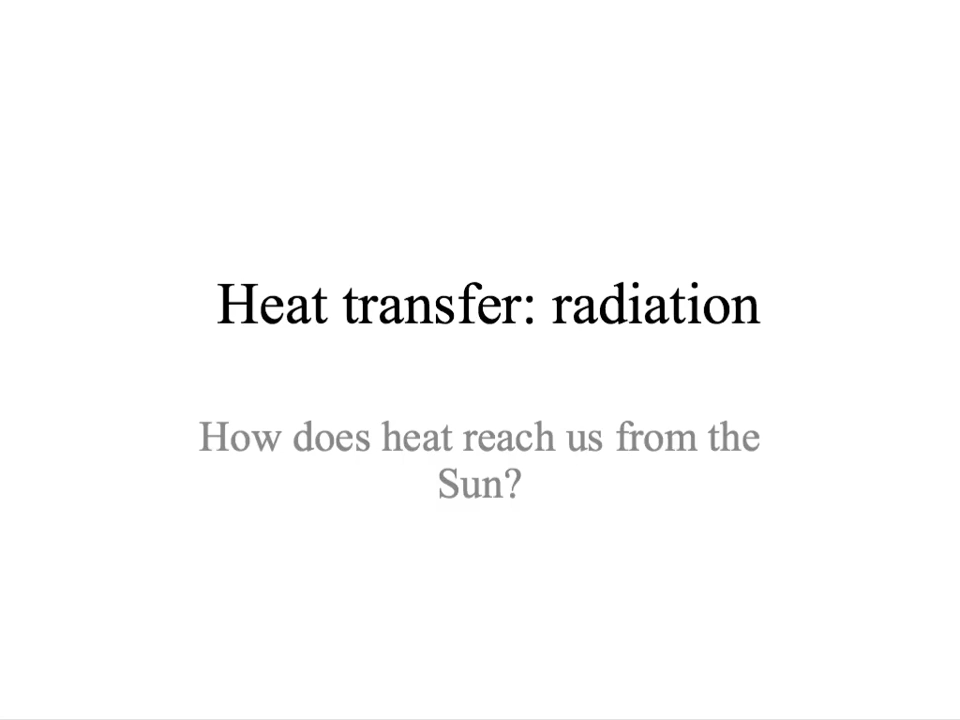 Heat transfer: radiation
How does heat reach us from the
Sun?